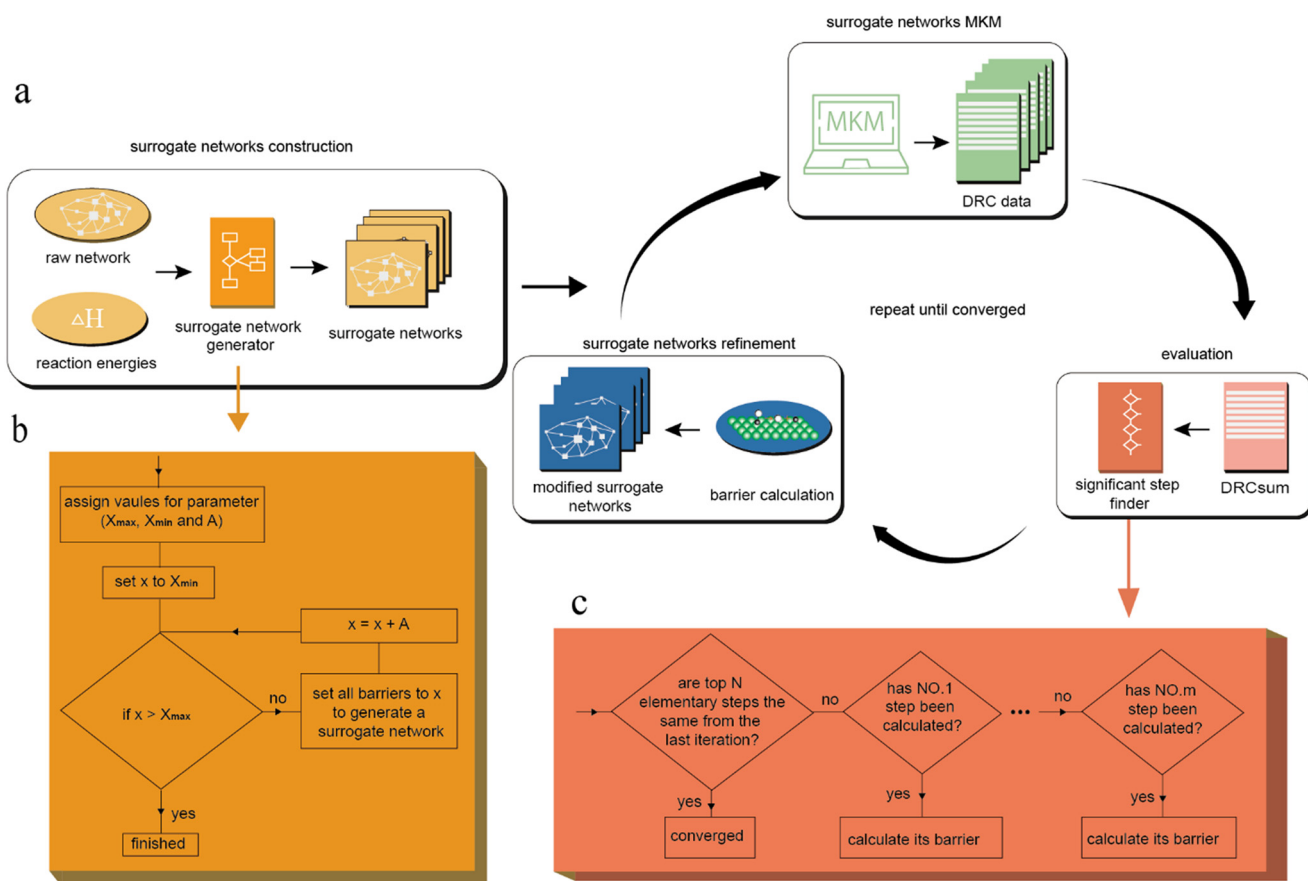 surrogate networks MKM
a
MKM
DRC data
surrogate networks construction
raw network
ΔH
reaction energies
surrogate network
generator
surrogate networks
repeat until converged
surrogate networks refinement
modified surrogate
networks
barrier calculation
evaluation
significant step
finder
DRCsum
b
assign vaules for parameter
(Xmax, Xmin and A)
set x to Xmin
x = x + A
if x > Xmax
no
set all barriers to x
to generate a
surrogate network
yes
finished
c
are top N
elementary steps the
same from the
last iteration?
no
has NO.1
step been
calculated?
•••
no
has NO.m
step been
calculated?
yes
converged
yes
calculate its barrier
yes
calculate its barrier